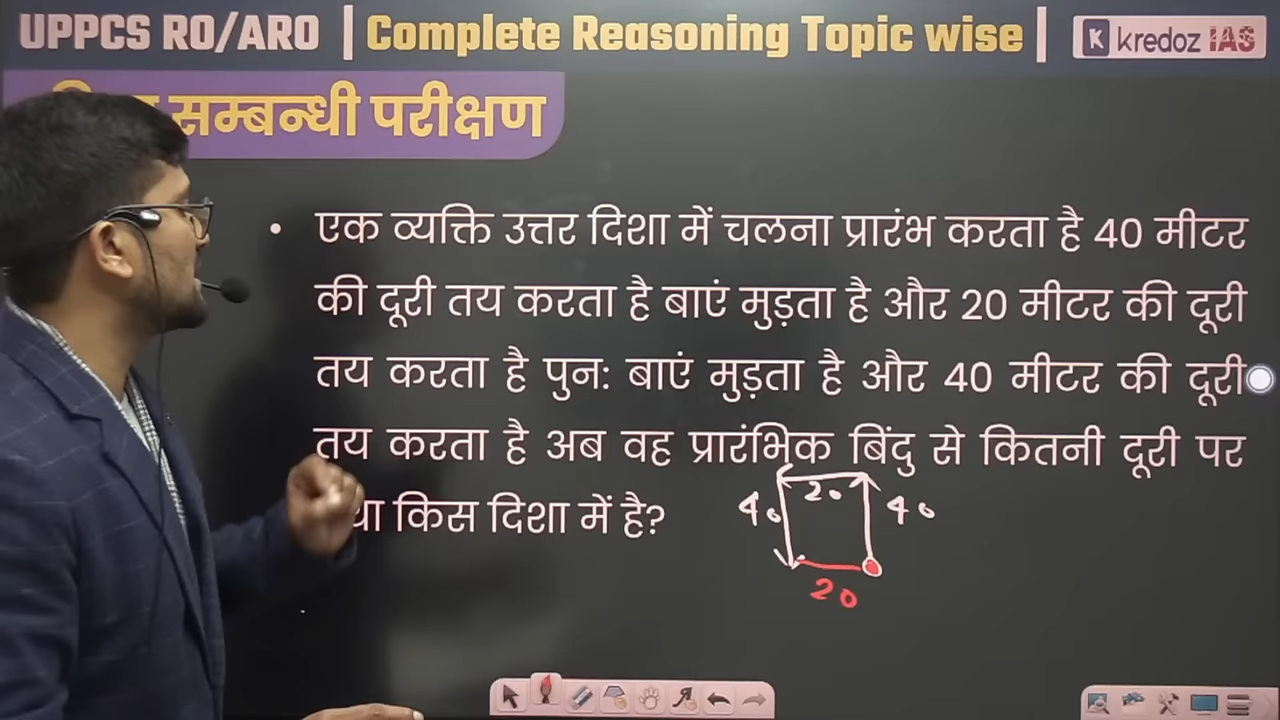 UPPCS RO/ARO | Complete Reasoning Topic wise |
K kredoz IAS
सम्बन्धी परीक्षण
• एक व्यक्ति उत्तर दिशा में चलना प्रारंभ करता है 40 मीटर
की दूरी तय करता है बाएं मुड़ता है और 20 मीटर की दूरी
तय करता है पुन: बाएं मुड़ता है और 40 मीटर की दूरी
तय करता है अब वह प्रारंभिक बिंदु से कितनी दूरी पर
किस दिशा में है?
40 20 40
20